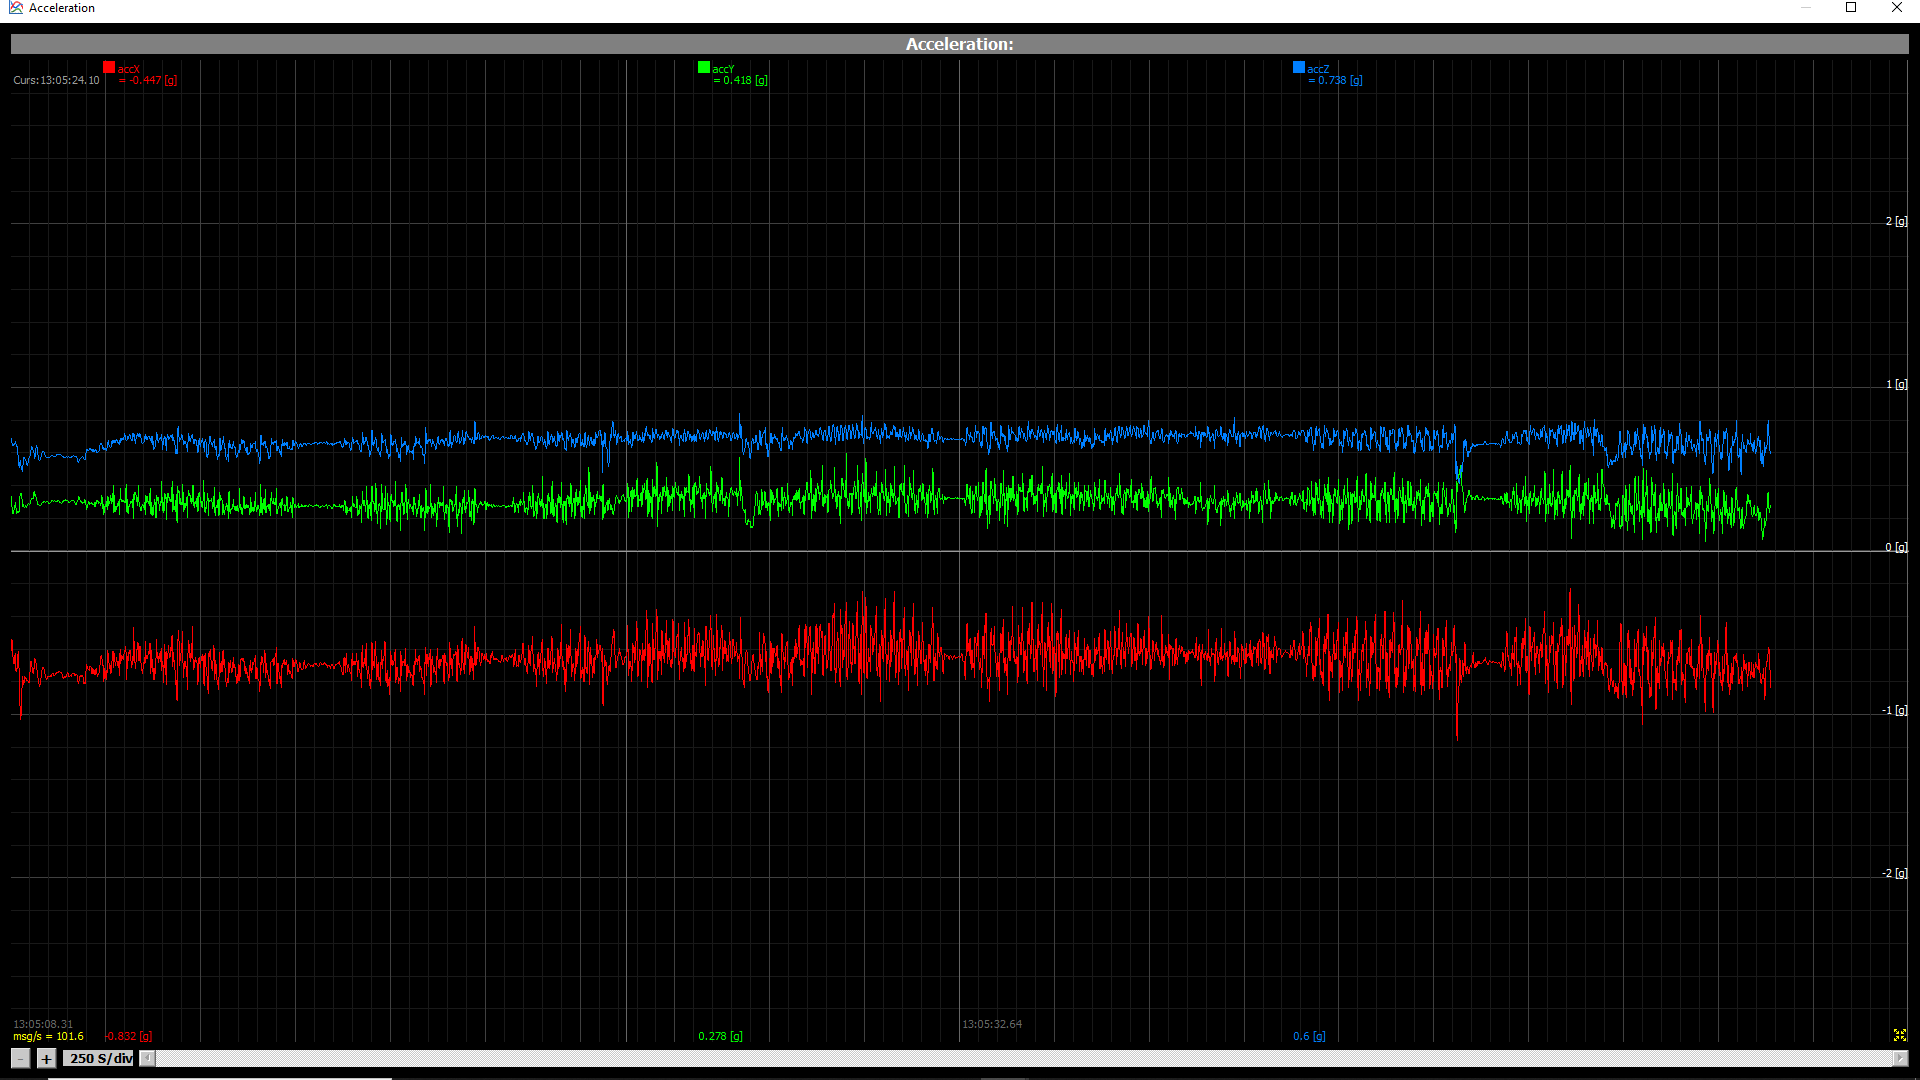 Acceleration
Acceleration:
accX
accY
accZ
Curs:13:05:24.10
= -0.447 [g]
= 0.418 [g]
= 0.738 [g]
2 [g]
1 [g]
0 [g]
-1 [g]
-2 [g]
13:05:08.31
13:05:32.64
msg/s = 101.6
-0.832 [g]
0.278 [g]
0.6 [g]
- + 250 S/div